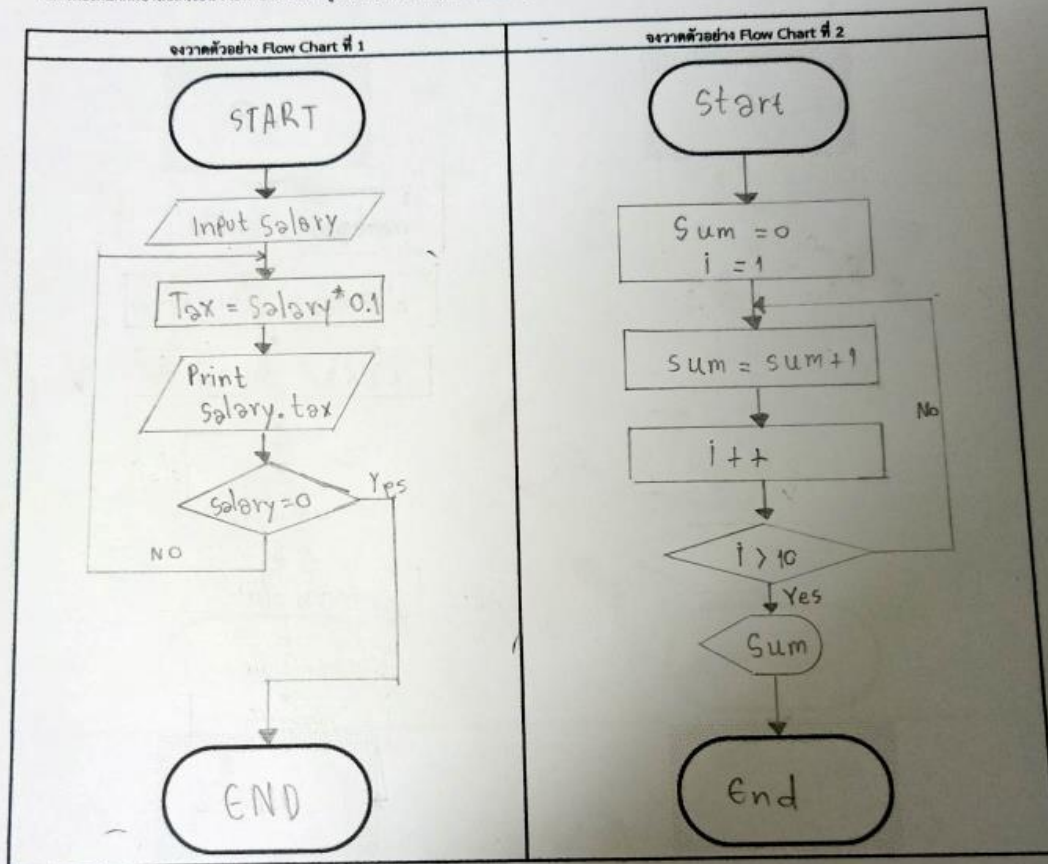 จงวาดตัวอย่าง Flow Chart ที่ 1
START
Input Salary
Tax = Salary*0.1
Print
Salary.tax
Salary=0
Yes
NO
END
จงวาดตัวอย่าง Flow Chart ที่ 2
Start
Sum = 0
i = 1
Sum = sum+1
i++
No
i > 10
Yes
Sum
End